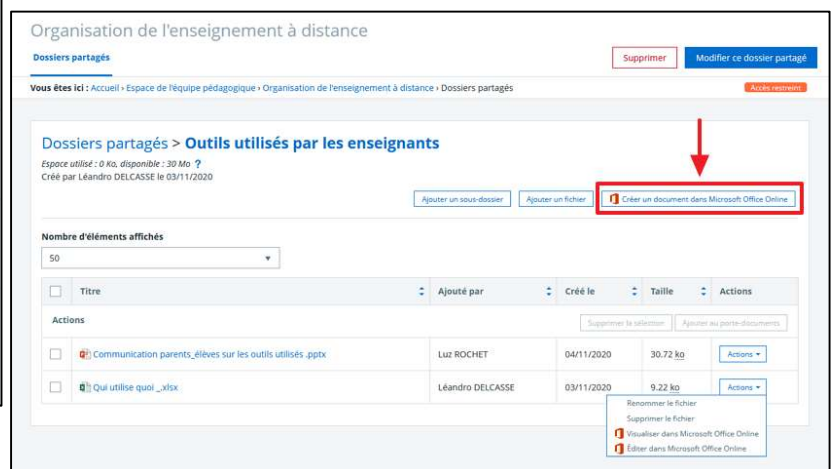 Organisation de l'enseignement à distance
Dossiers partagés
Supprimer
Modifier ce dossier partagé
Vous êtes ici : Accueil › Espace de l'équipe pédagogique › Organisation de l'enseignement à distance › Dossiers partagés
Accès restreint
Dossiers partagés > Outils utilisés par les enseignants
Espace utilisé : 0 Ko, disponible : 30 Mo ?
Créé par Léandro DELCASSE le 03/11/2020
Ajouter un sous-dossier
Ajouter un fichier
Créer un document dans Microsoft Office Online
Nombre d'éléments affichés
50
Titre Ajouté par Créé le Taille Actions
Actions
Supprimer la sélection
Ajouter au porte-documents
Communication parents_élèves sur les outils utilisés .pptx Luz ROCHET 04/11/2020 30.72 ko Actions
Qui utilise quoi _.xlsx Léandro DELCASSE 03/11/2020 9.22 ko Actions
Renommer le fichier
Supprimer le fichier
Visualiser dans Microsoft Office Online
Éditer dans Microsoft Office Online